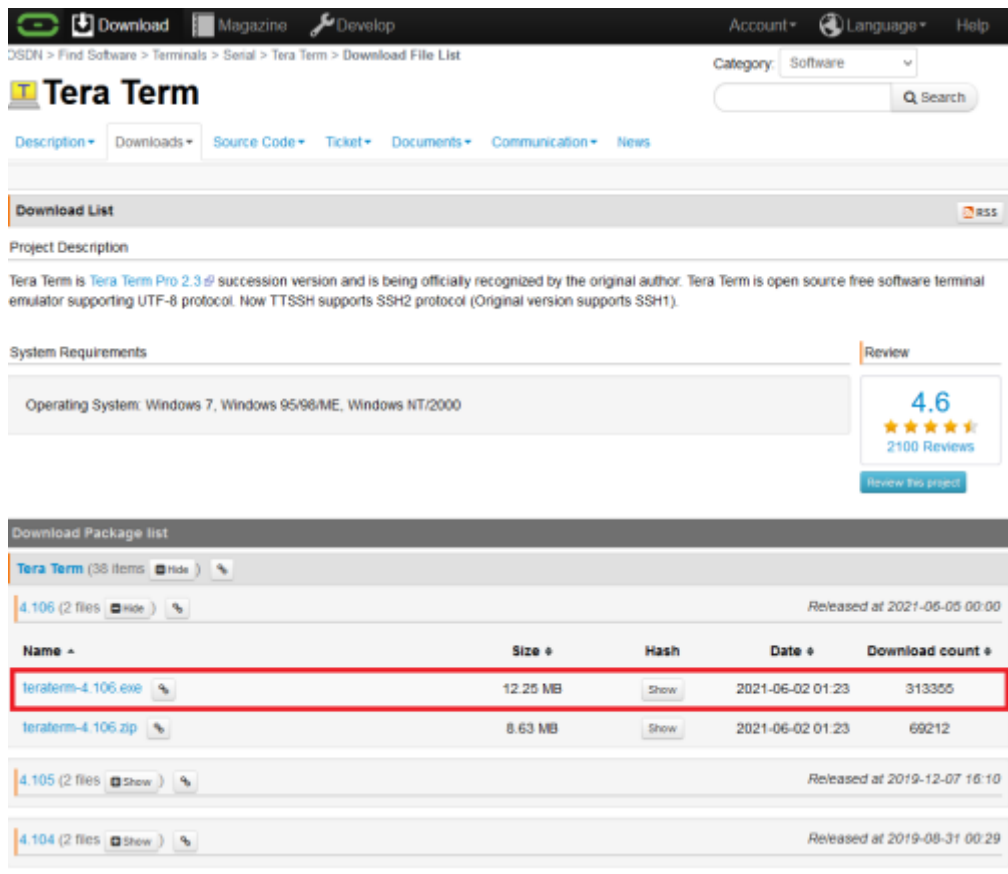 Download Magazine Develop Account Language Help
OSDN > Find Software > Terminals > Serial > Tera Term > Download File List
Category: Software
T Tera Term
Search
Description Downloads Source Code Ticket Documents Communication News
Download List RSS
Project Description
Tera Term is Tera Term Pro 2.3 succession version and is being officially recognized by the original author. Tera Term is open source free software terminal
emulator supporting UTF-8 protocol. Now TTSSH supports SSH2 protocol (Original version supports SSH1).
System Requirements Review
Operating System: Windows 7, Windows 95/98/ME, Windows NT/2000
4.6
2100 Reviews
Review this project
Download Package list
Tera Term (38 items Hide )
4.106 (2 files Hide ) Released at 2021-06-05 00:00
Name Size Hash Date Download count
teraterm-4.106.exe 12.25 MB Show 2021-06-02 01:23 313355
teraterm-4.106.zip 8.63 MB Show 2021-06-02 01:23 69212
4.105 (2 files Show ) Released at 2019-12-07 16:10
4.104 (2 files Show ) Released at 2019-08-31 00:29